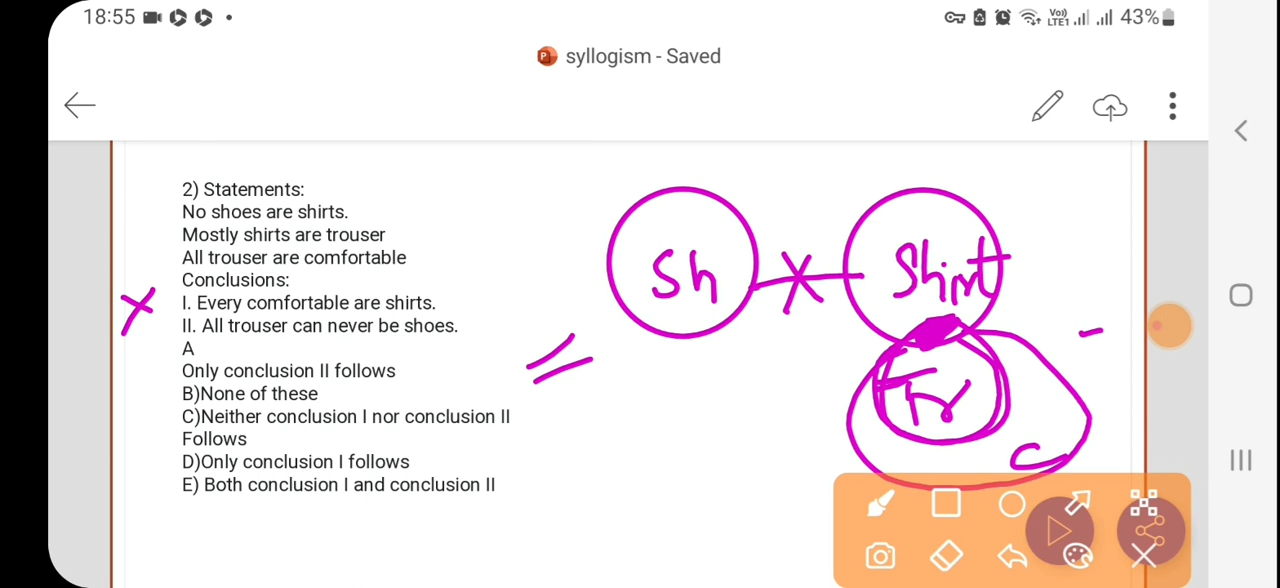 18:55
Vo) LTE1 43%
syllogism - Saved
2) Statements:
No shoes are shirts.
Mostly shirts are trouser
All trouser are comfortable
Conclusions:
I. Every comfortable are shirts.
II. All trouser can never be shoes.
A
Only conclusion II follows
B)None of these
C)Neither conclusion I nor conclusion II
Follows
D)Only conclusion I follows
E) Both conclusion I and conclusion II
Sh
Shirt
Tr
C